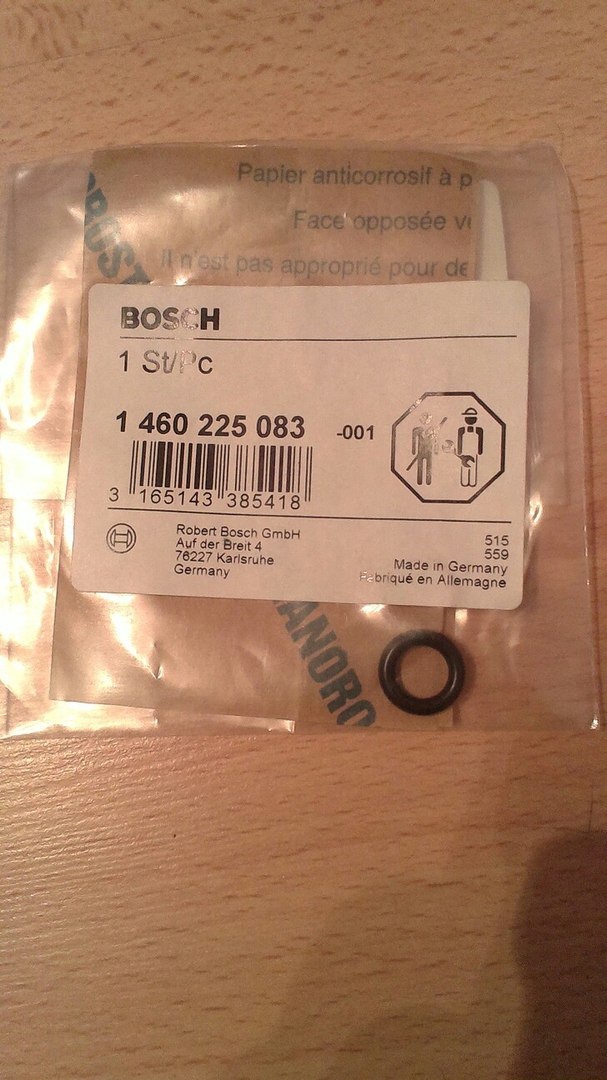 Papier anticorrosif à p
Face opposée v
Il n'est pas approprié pour de
BOSCH
1 St/Pc
1 460 225 083 -001
3 165143 385418
Robert Bosch GmbH
Auf der Breit 4
76227 Karlsruhe
Germany
515
559
Made in Germany
Fabriqué en Allemagne
ANORO